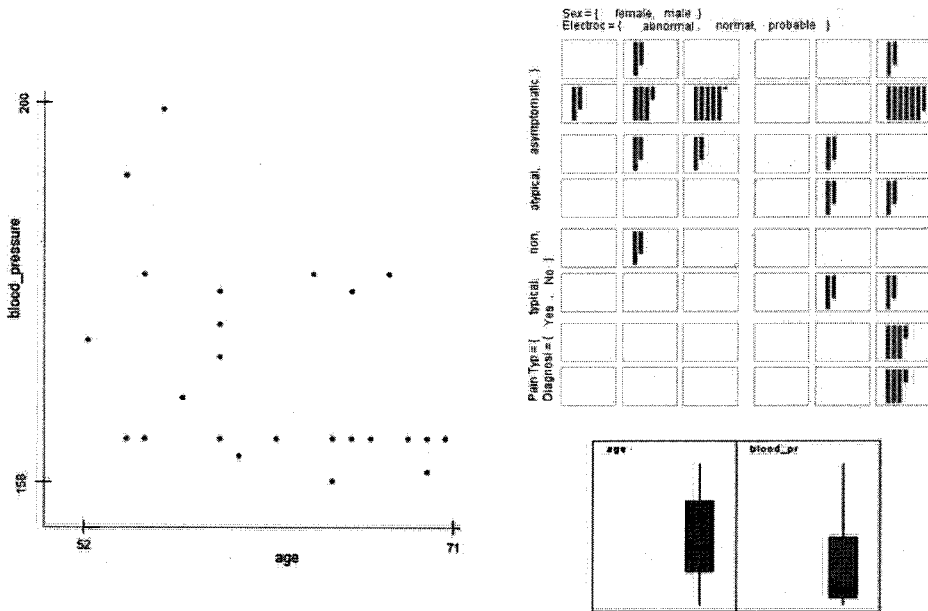 Sex = { female, male }
Electroc = { abnormal, normal, probable }
200
blood_pressure
158
52
age
71
Pain Typ = { typical, non, atypical, asymptomatic }
Diagnosi = { Yes, No }
age
blood_pr